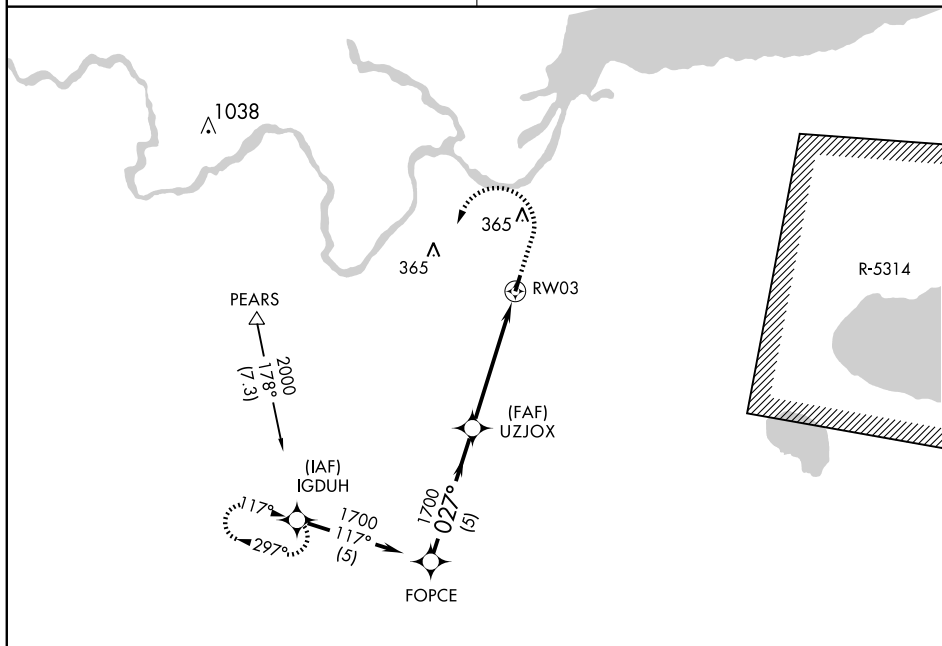 1038
365
365
RW03
R-5314
PEARS
2000
178°
(7.3)
(FAF)
UZJOX
(IAF)
IGDUH
117°
297°
1700
117°
(5)
1700
027°
(5)
FOPCE